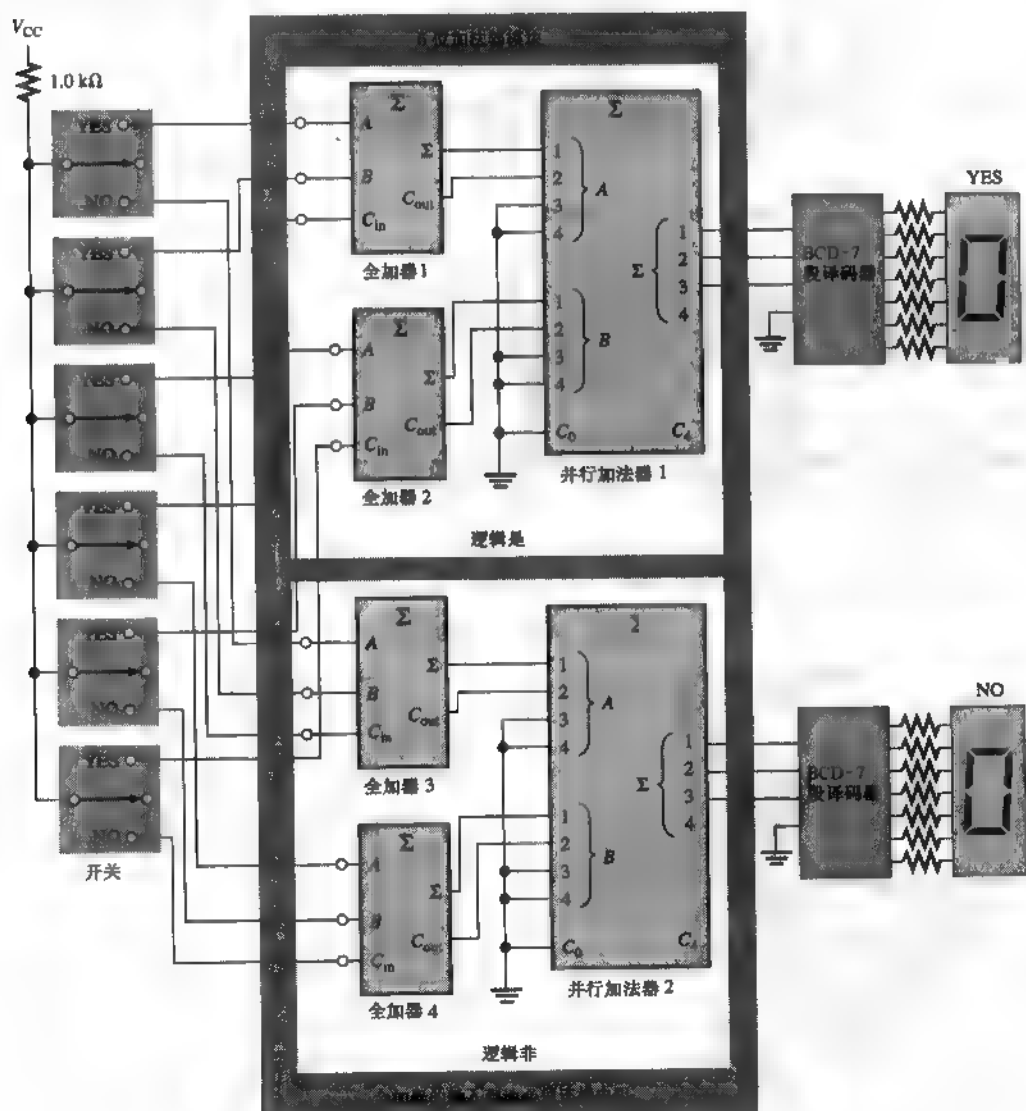 V_CC
1.0 kΩ
YES
NO
YES
NO
YES
NO
YES
NO
YES
NO
YES
NO
开关
Σ
A
B
C_in
Σ
C_out
全加器 1
Σ
A
B
C_in
Σ
C_out
全加器 2
Σ
1
2
3
4
A
1
2
3
4
B
C_0
Σ
1
2
3
4
C_4
并行加法器 1
逻辑是
BCD-7
段译码器
YES
Σ
A
B
C_in
Σ
C_out
全加器 3
Σ
A
B
C_in
Σ
C_out
全加器 4
Σ
1
2
3
4
A
1
2
3
4
B
C_0
Σ
1
2
3
4
C_4
并行加法器 2
逻辑非
BCD-7
段译码器
NO